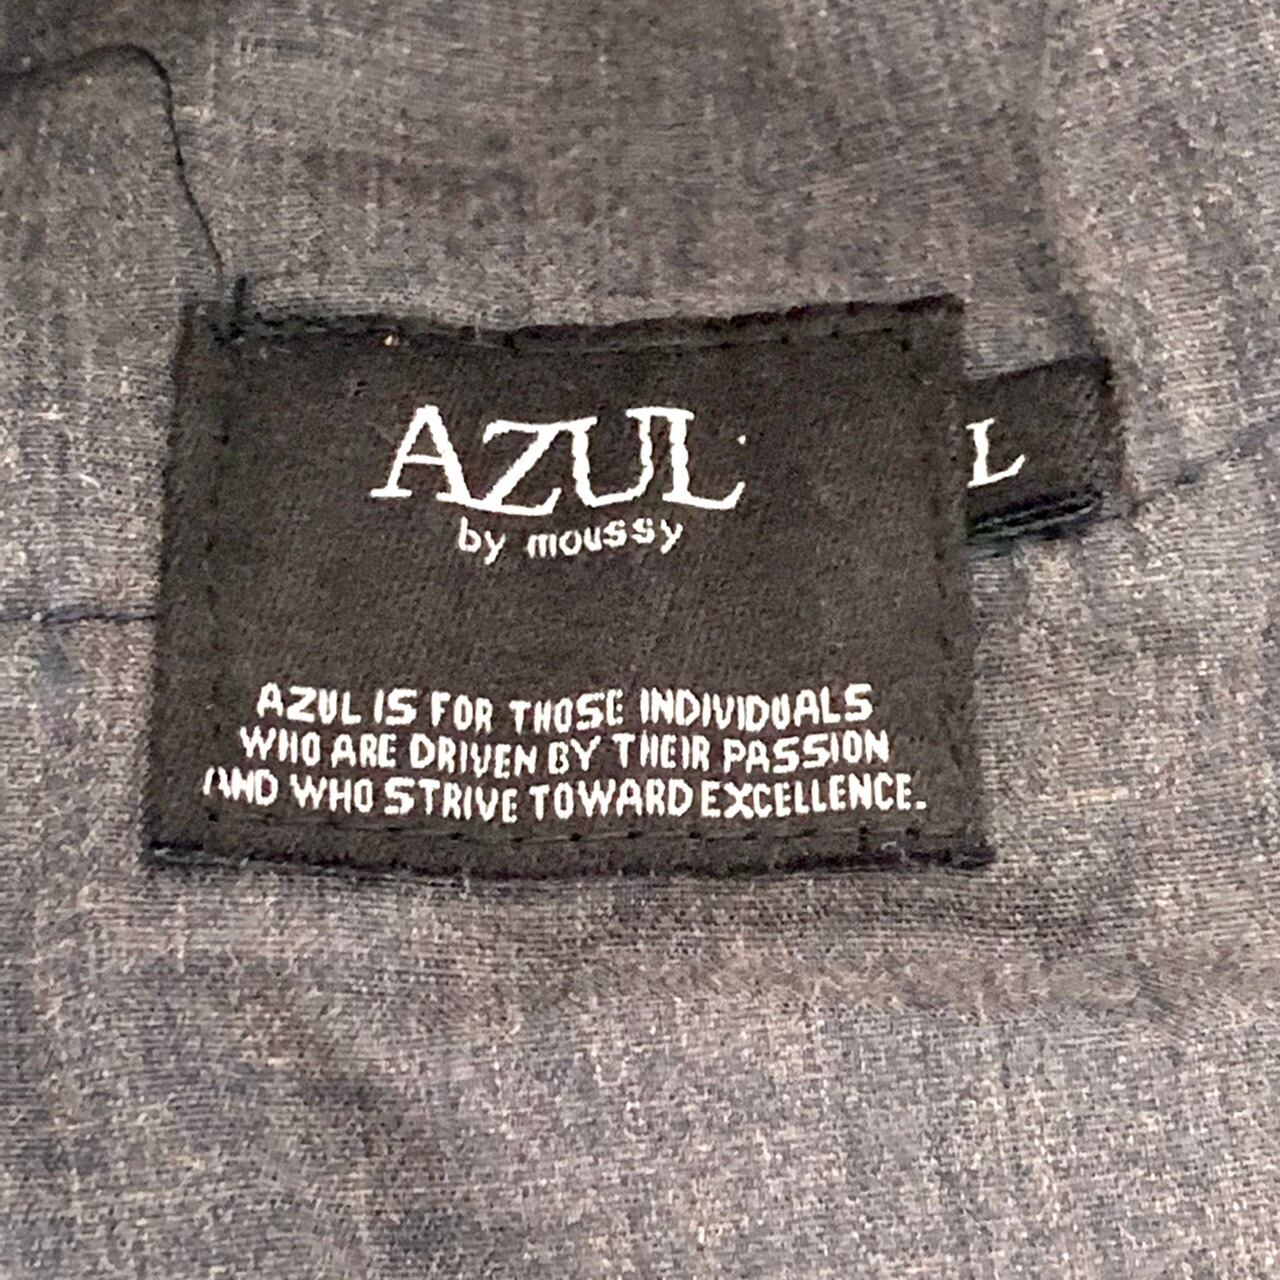 AZUL
by moussy
L
AZUL IS FOR THOSE INDIVIDUALS
WHO ARE DRIVEN BY THEIR PASSION
AND WHO STRIVE TOWARD EXCELLENCE.